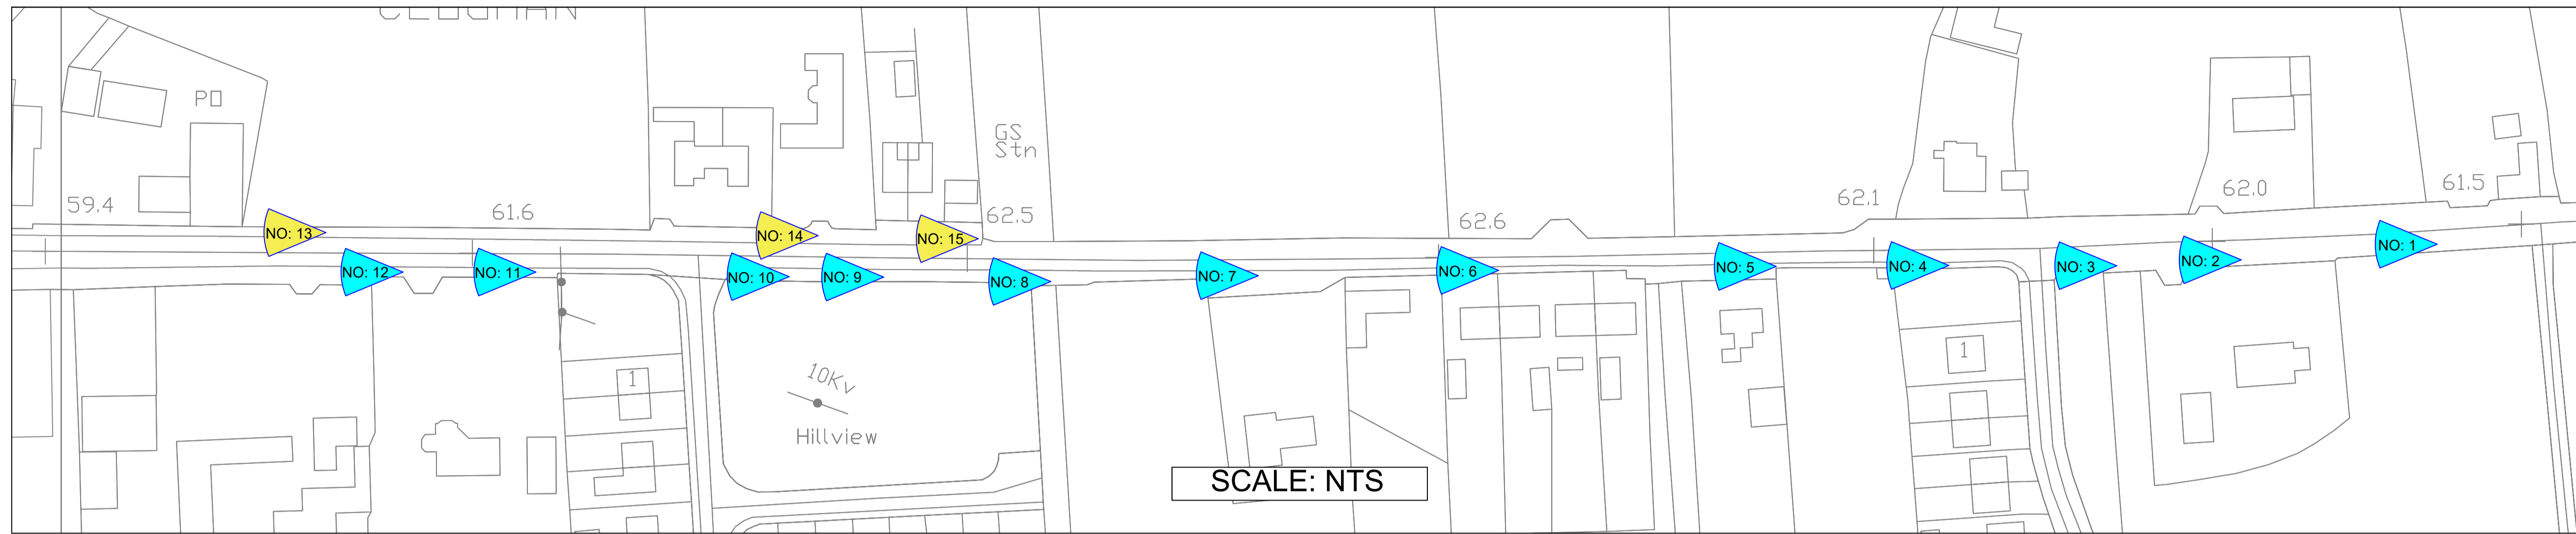 PO
GS
Stn
59.4
61.6
62.5
62.6
62.1
62.0
61.5
NO: 13
NO: 14
NO: 15
NO: 12
NO: 11
NO: 10
NO: 9
NO: 8
NO: 7
NO: 6
NO: 5
NO: 4
NO: 3
NO: 2
NO: 1
1
1
10Kv
Hillview
SCALE: NTS